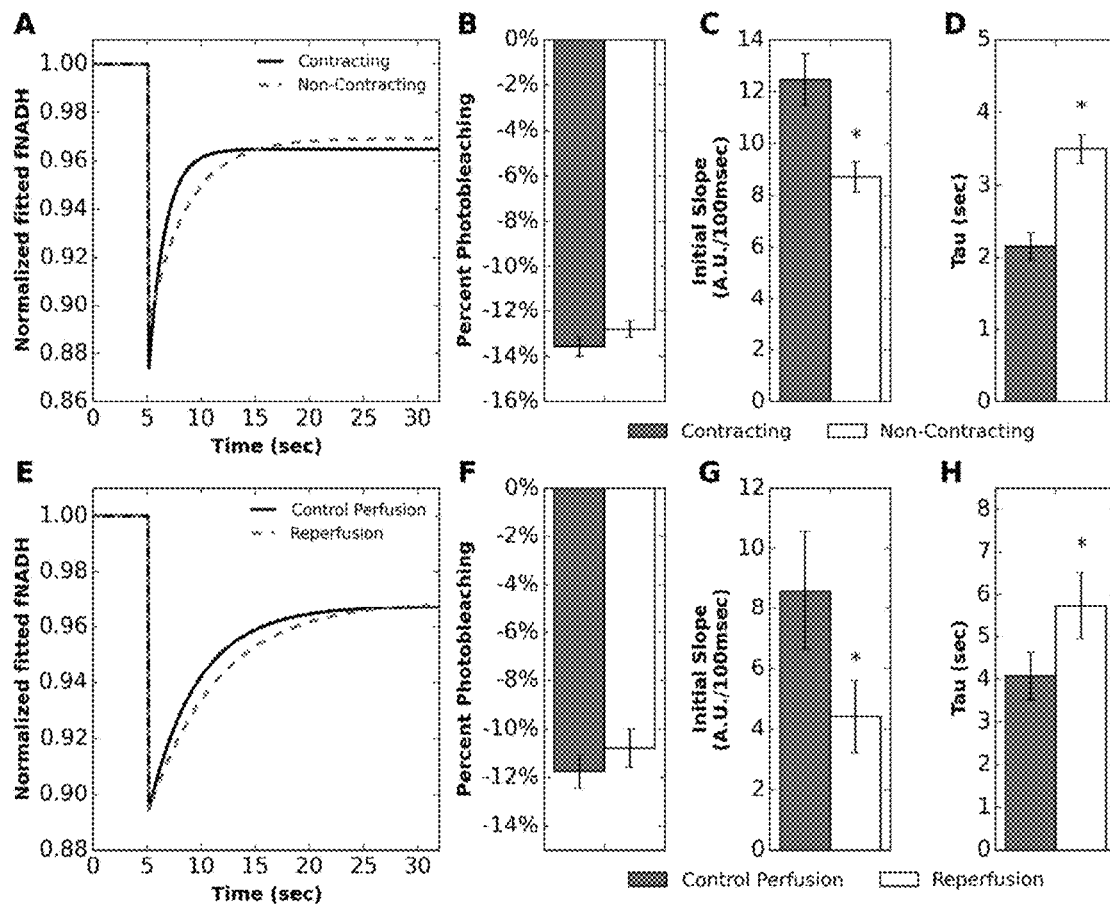 A
Normalized fitted fNADH
1.00
0.98
0.96
0.94
0.92
0.90
0.88
0.86
0 5 10 15 20 25 30
Time (sec)
Contracting
Non-Contracting
B
Percent Photobleaching
0%
-2%
-4%
-6%
-8%
-10%
-12%
-14%
-16%
C
Initial Slope
(A.U./100msec)
14
12
10
8
6
4
2
0
*
D
Tau (sec)
5
4
3
2
1
0
*
Contracting Non-Contracting
E
Normalized fitted fNADH
1.00
0.98
0.96
0.94
0.92
0.90
0.88
0 5 10 15 20 25 30
Time (sec)
Control Perfusion
Reperfusion
F
Percent Photobleaching
0%
-2%
-4%
-6%
-8%
-10%
-12%
-14%
G
Initial Slope
(A.U./100msec)
12
10
8
6
4
2
0
*
H
Tau (sec)
8
7
6
5
4
3
2
1
0
*
Control Perfusion Reperfusion